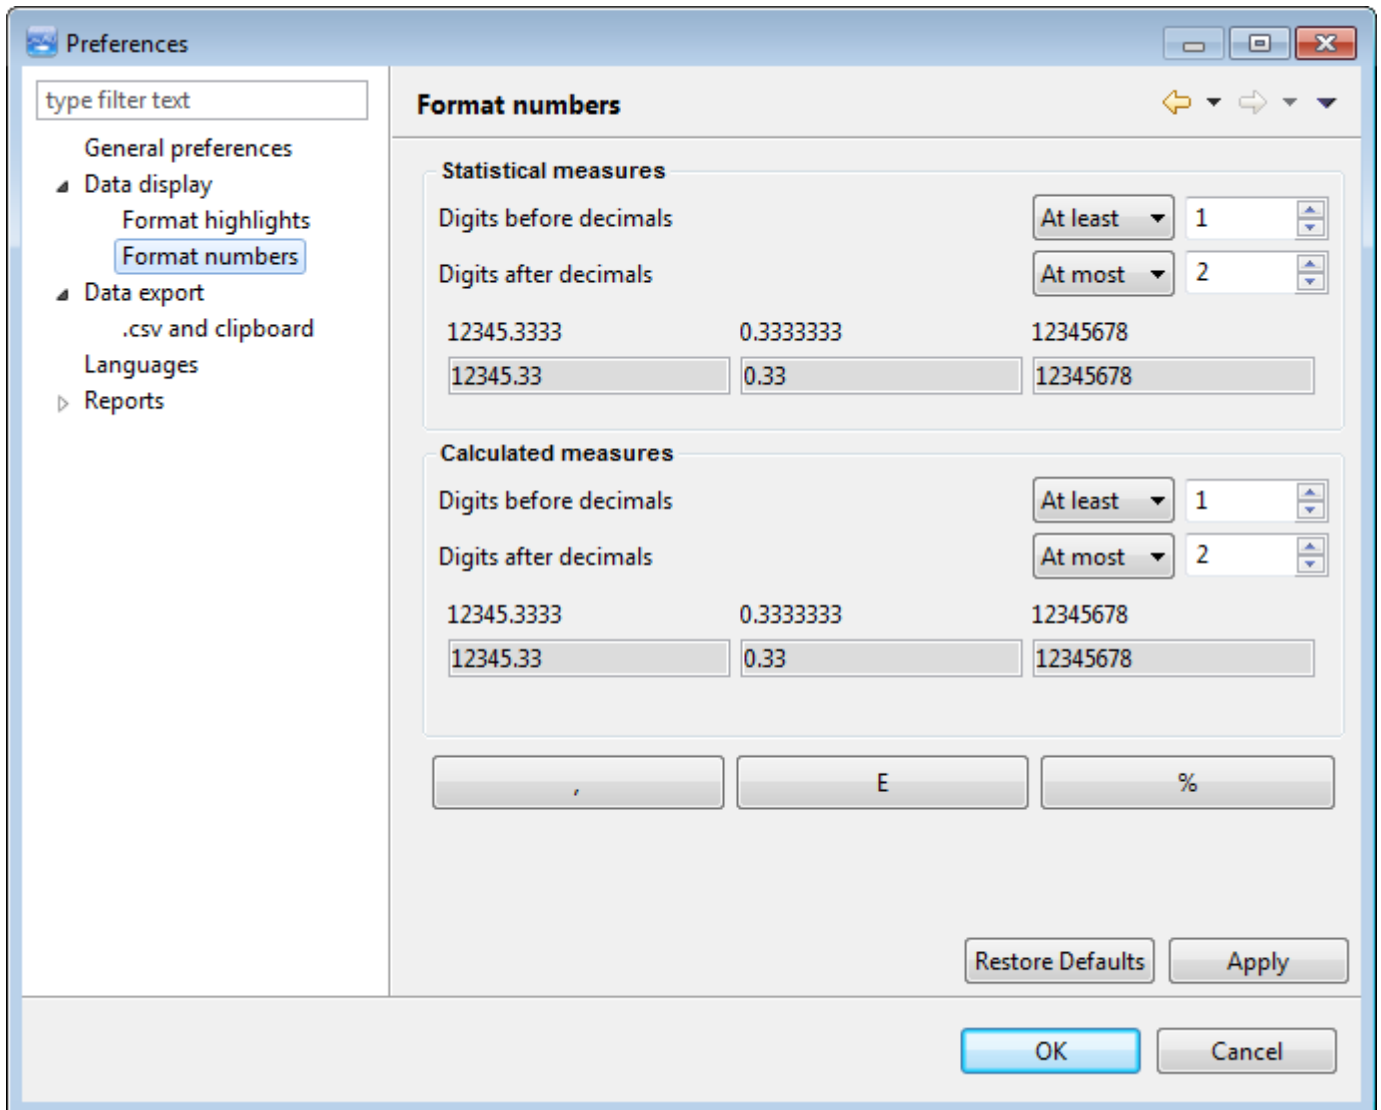 Preferences
type filter text
General preferences
Data display
Format highlights
Format numbers
Data export
.csv and clipboard
Languages
Reports
Format numbers
Statistical measures
Digits before decimals At least 1
Digits after decimals At most 2
12345.3333 0.3333333 12345678
12345.33 0.33 12345678
Calculated measures
Digits before decimals At least 1
Digits after decimals At most 2
12345.3333 0.3333333 12345678
12345.33 0.33 12345678
, E %
Restore Defaults Apply
OK Cancel